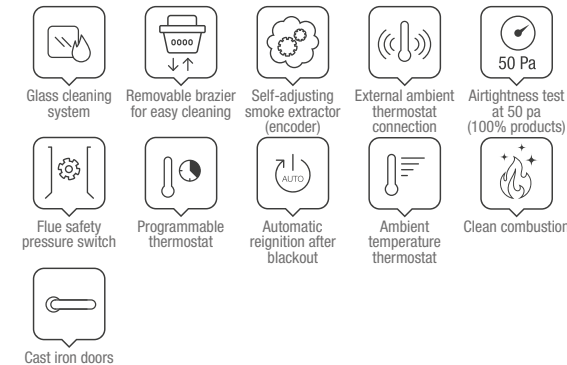 50 Pa
Glass cleaning
system
Removable brazier
for easy cleaning
Self-adjusting
smoke extractor
(encoder)
External ambient
thermostat
connection
Airtightness test
at 50 pa
(100% products)
AUTO
Flue safety
pressure switch
Programmable
thermostat
Automatic
reignition after
blackout
Ambient
temperature
thermostat
Clean combustion
Cast iron doors